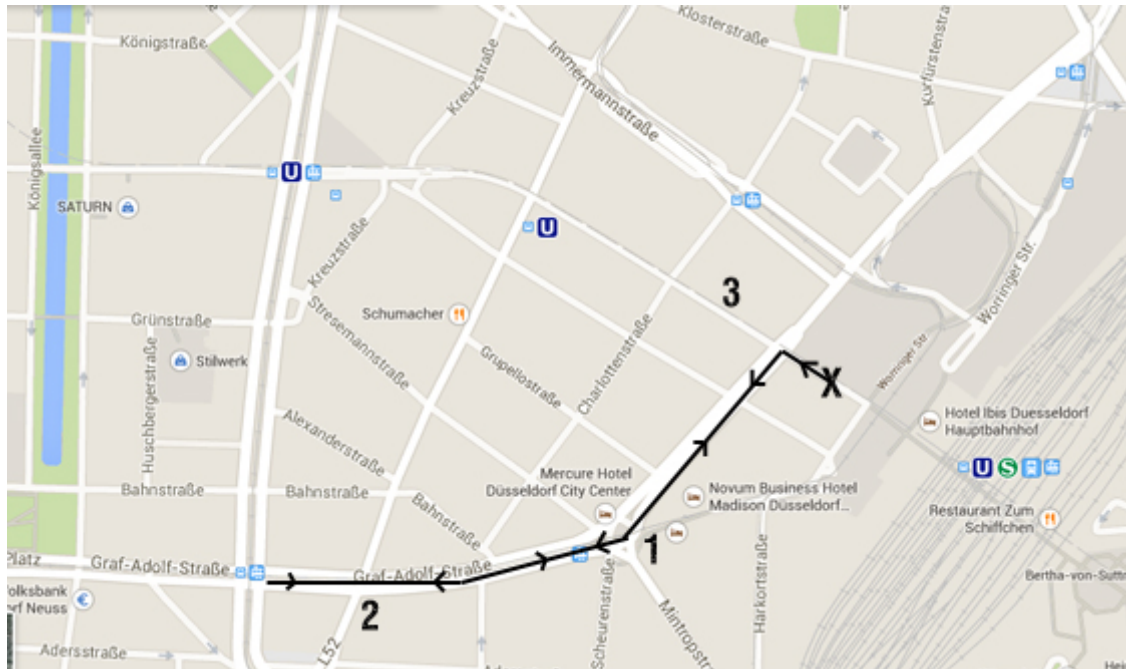 Klosterstraße
Königstraße
Immermannstraße
Kurfürstenstraße
Kreuzstraße
Königsallee
U
SATURN
Kreuzstraße
U
Worringer Str.
3
Schumacher
Grünstraße
Stresemannstraße
Charlottenstraße
Grupellostraße
Worringer Str.
Stilwerk
Huschbergerstraße
X
Alexanderstraße
Hotel Ibis Duesseldorf
Hauptbahnhof
Mercure Hotel
Düsseldorf City Center
U S
Bahnstraße
Bahnstraße
Novum Business Hotel
Madison Düsseldorf...
Bahnstraße
Restaurant Zum
Schiffchen
1
Platz
Graf-Adolf-Straße
Graf-Adolf-Straße
Bertha-von-Suttn
Volksbank
orf Neuss
€
Scheurenstraße
Harkortstraße
2
Mintropstr
L52
Adersstraße